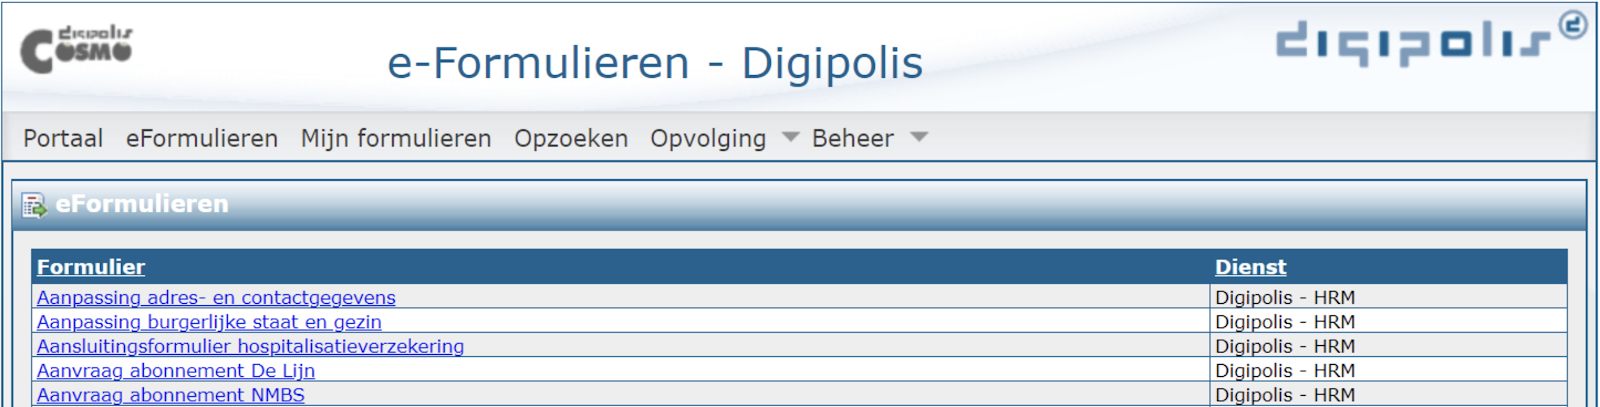 digipolis
COSMO
e-Formulieren - Digipolis
digipolis d
Portaal eFormulieren Mijn formulieren Opzoeken Opvolging Beheer
eFormulieren
Formulier Dienst
Aanpassing adres- en contactgegevens Digipolis - HRM
Aanpassing burgerlijke staat en gezin Digipolis - HRM
Aansluitingsformulier hospitalisatieverzekering Digipolis - HRM
Aanvraag abonnement De Lijn Digipolis - HRM
Aanvraag abonnement NMBS Digipolis - HRM